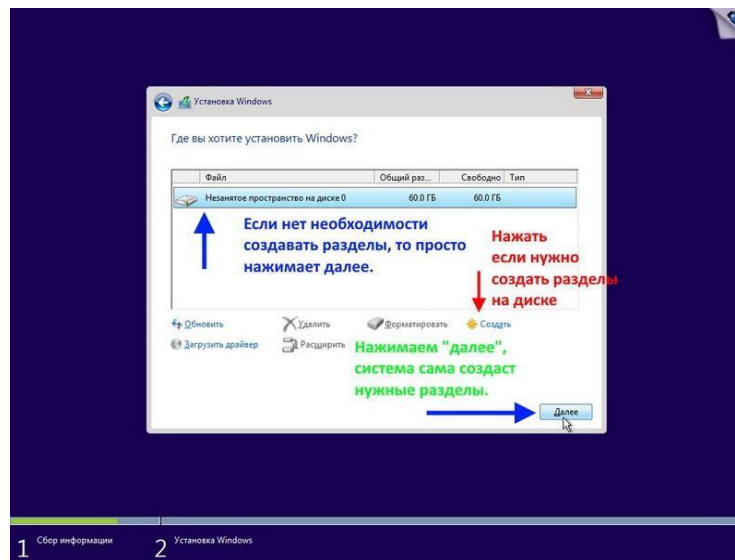 Установка Windows
Где вы хотите установить Windows?
Файл Общий раз... Свободно Тип
Незанятое пространство на диске 0 60.0 ГБ 60.0 ГБ
Если нет необходимости
создавать разделы, то просто
нажимает далее.
Нажать
если нужно
создать разделы
на диске
Обновить Удалить Форматировать Создать
Загрузить драйвер Расширить
Нажимаем "далее",
система сама создаст
нужные разделы.
Далее
1 Сбор информации 2 Установка Windows